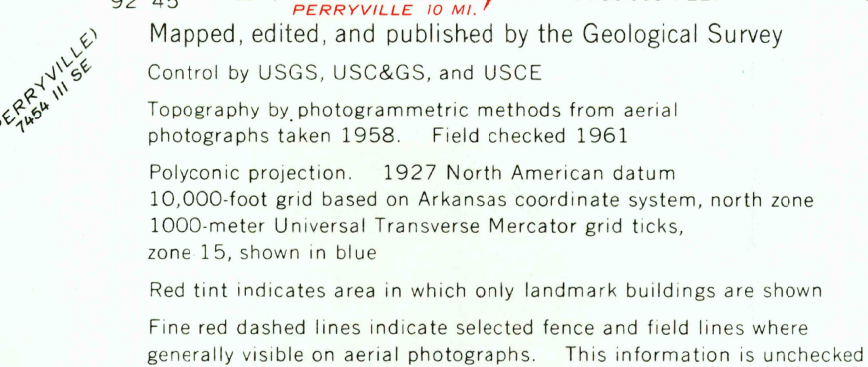 92 45
PERRYVILLE 10 MI.
PERRYVILLE)
7454 III SE
Mapped, edited, and published by the Geological Survey
Control by USGS, USC&GS, and USCE
Topography by photogrammetric methods from aerial
photographs taken 1958. Field checked 1961
Polyconic projection. 1927 North American datum
10,000-foot grid based on Arkansas coordinate system, north zone
1000-meter Universal Transverse Mercator grid ticks,
zone 15, shown in blue
Red tint indicates area in which only landmark buildings are shown
Fine red dashed lines indicate selected fence and field lines where
generally visible on aerial photographs. This information is unchecked